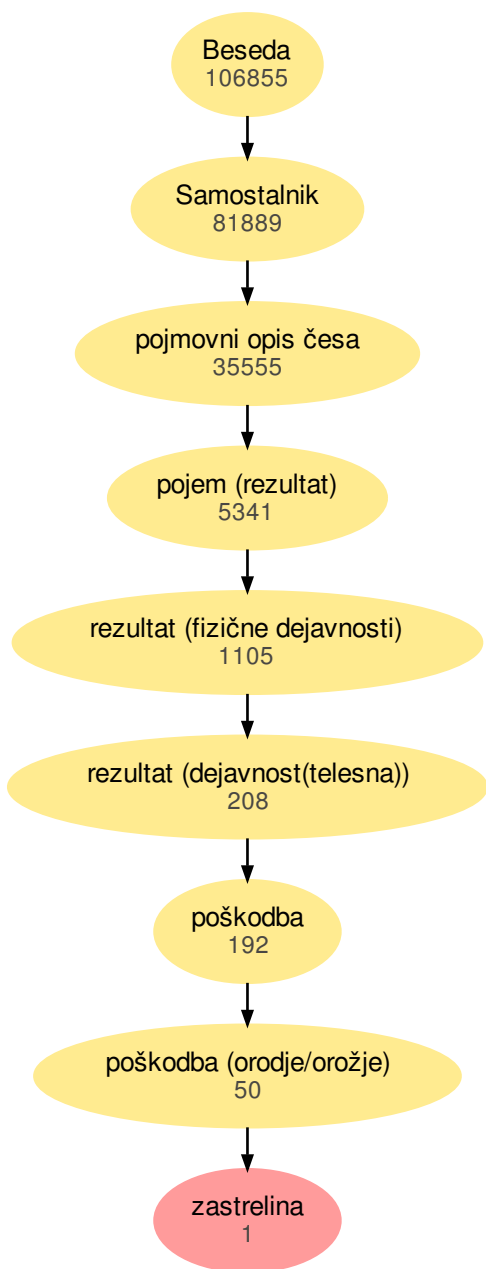 Beseda
106855
Samostalnik
81889
pojmovni opis česa
35555
pojem (rezultat)
5341
rezultat (fizične dejavnosti)
1105
rezultat (dejavnost(telesna))
208
poškodba
192
poškodba (orodje/orožje)
50
zastrelina
1